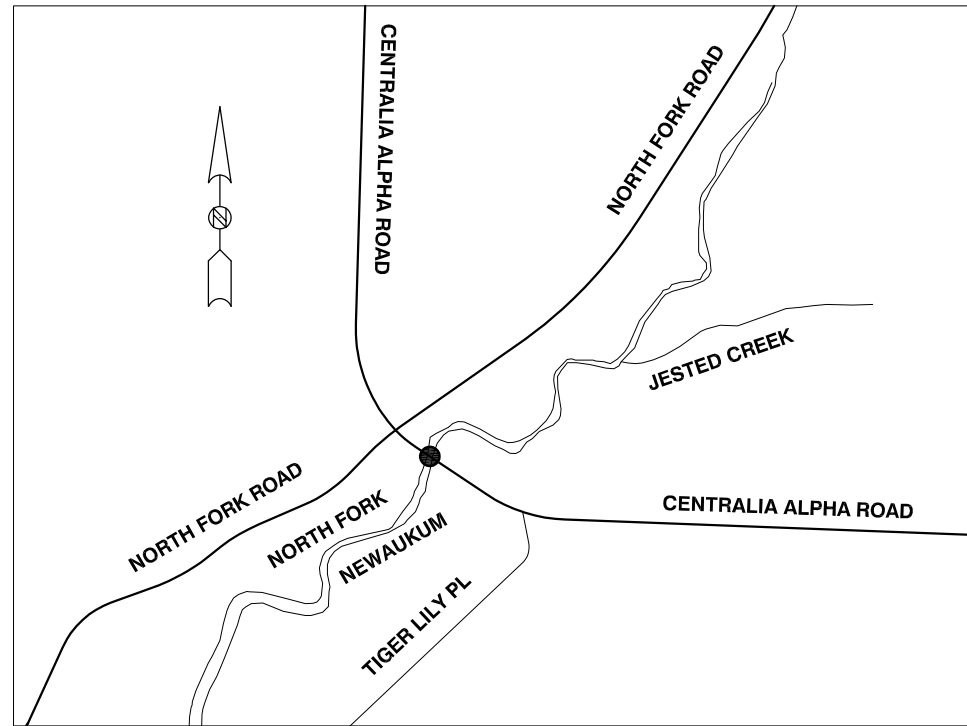 CENTRALIA ALPHA ROAD
NORTH FORK ROAD
N
JESTED CREEK
NORTH FORK ROAD
NORTH FORK
NEWAUKUM
CENTRALIA ALPHA ROAD
TIGER LILY PL